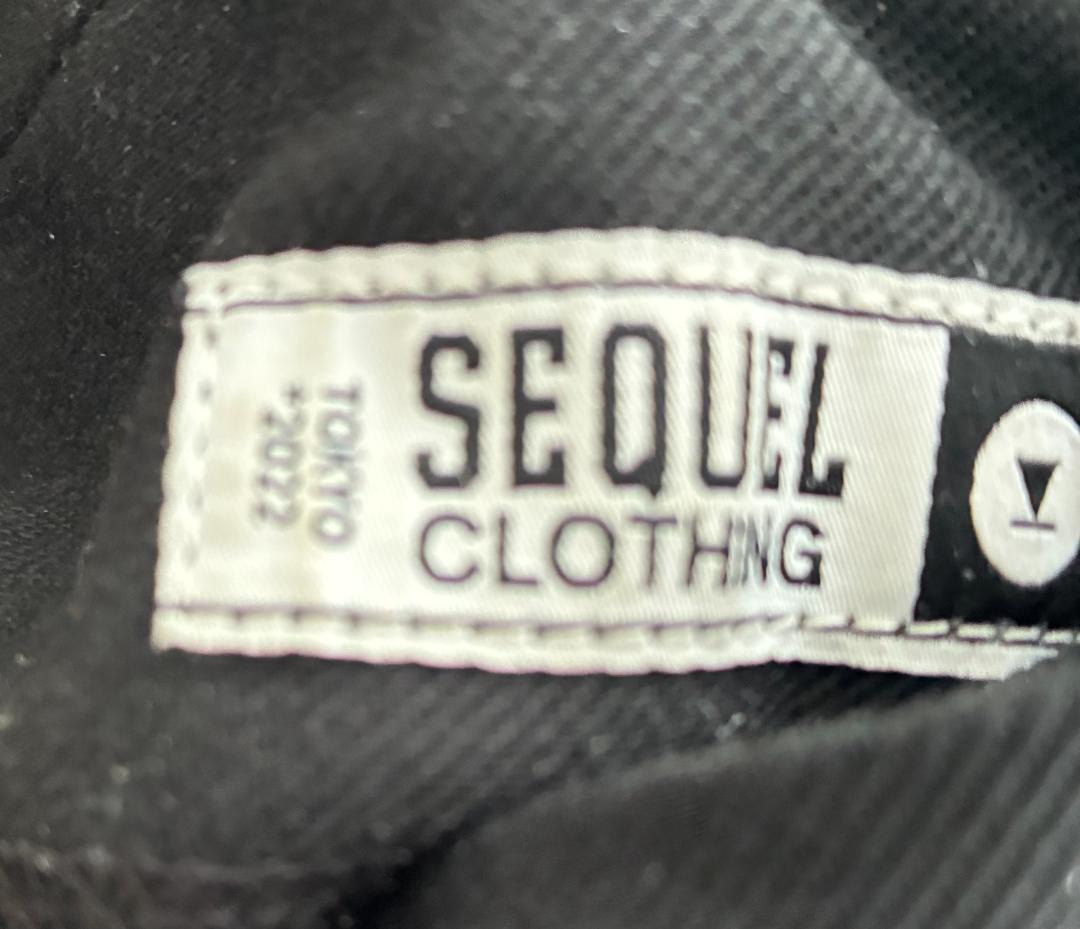 TOKYO
*2022
SEQUEL
CLOTHING